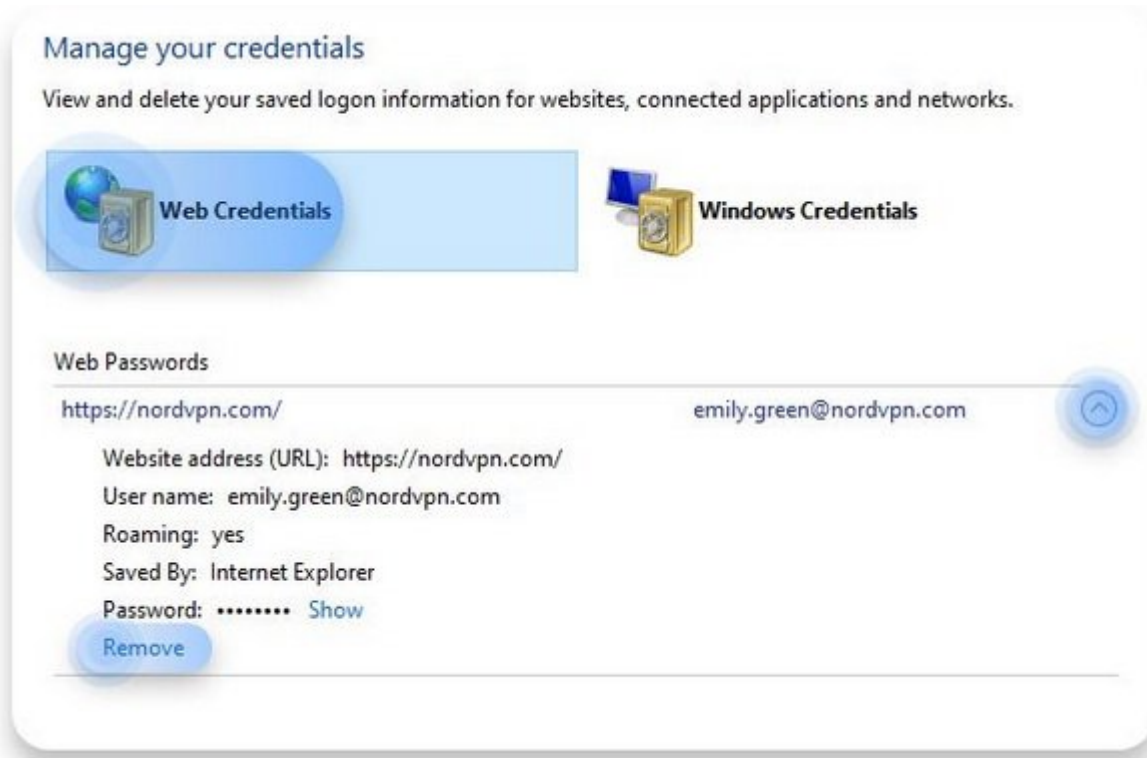 Manage your credentials
View and delete your saved logon information for websites, connected applications and networks.
Web Credentials
Windows Credentials
Web Passwords
https://nordvpn.com/ emily.green@nordvpn.com
Website address (URL): https://nordvpn.com/
User name: emily.green@nordvpn.com
Roaming: yes
Saved By: Internet Explorer
Password: •••••••• Show
Remove